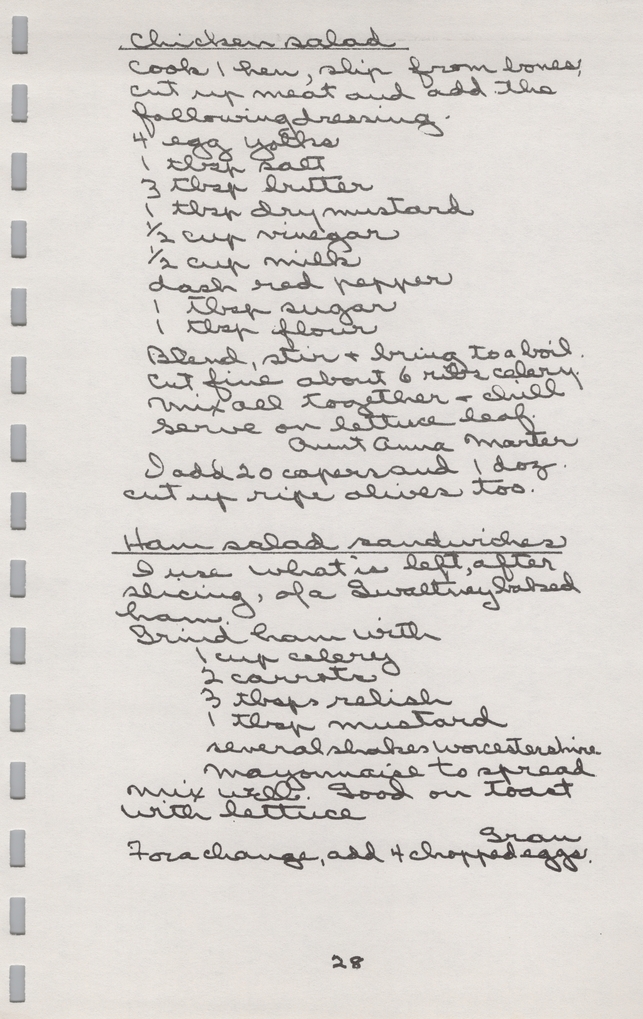 Chicken salad
Cook 1 hen, slip from bones,
cut up meat and add the
following dressing.
4 egg yolks
1 tbsp salt
3 tbsp butter
1 tbsp dry mustard
1/2 cup vinegar
1/2 cup milk
dash red pepper
1 tbsp sugar
1 tbsp flour
Blend, stir + bring to a boil.
Cut fine about 6 ribs celery.
Mix all together + chill
Serve on lettuce leaf.
Aunt Anna Marter
I add 20 capers and 1 doz.
cut up ripe olives too.
Ham salad sandwiches
I use what is left, after
slicing, of a Gwaltney baked
ham.
Grind ham with
1 cup celery
2 carrots
3 tbsps relish
1 tbsp mustard
several shakes Worcestershire
mayonnaise to spread
Mix well. Good on toast
with lettuce
Gran
For a change, add 4 chopped eggs.
28